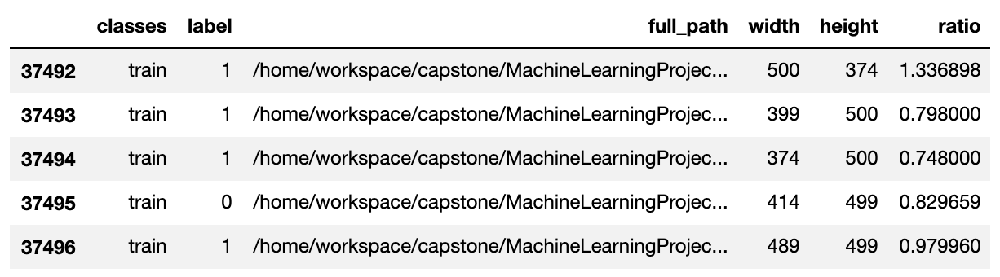 classes label full_path width height ratio
37492 train 1 /home/workspace/capstone/MachineLearningProjec... 500 374 1.336898
37493 train 1 /home/workspace/capstone/MachineLearningProjec... 399 500 0.798000
37494 train 1 /home/workspace/capstone/MachineLearningProjec... 374 500 0.748000
37495 train 0 /home/workspace/capstone/MachineLearningProjec... 414 499 0.829659
37496 train 1 /home/workspace/capstone/MachineLearningProjec... 489 499 0.979960